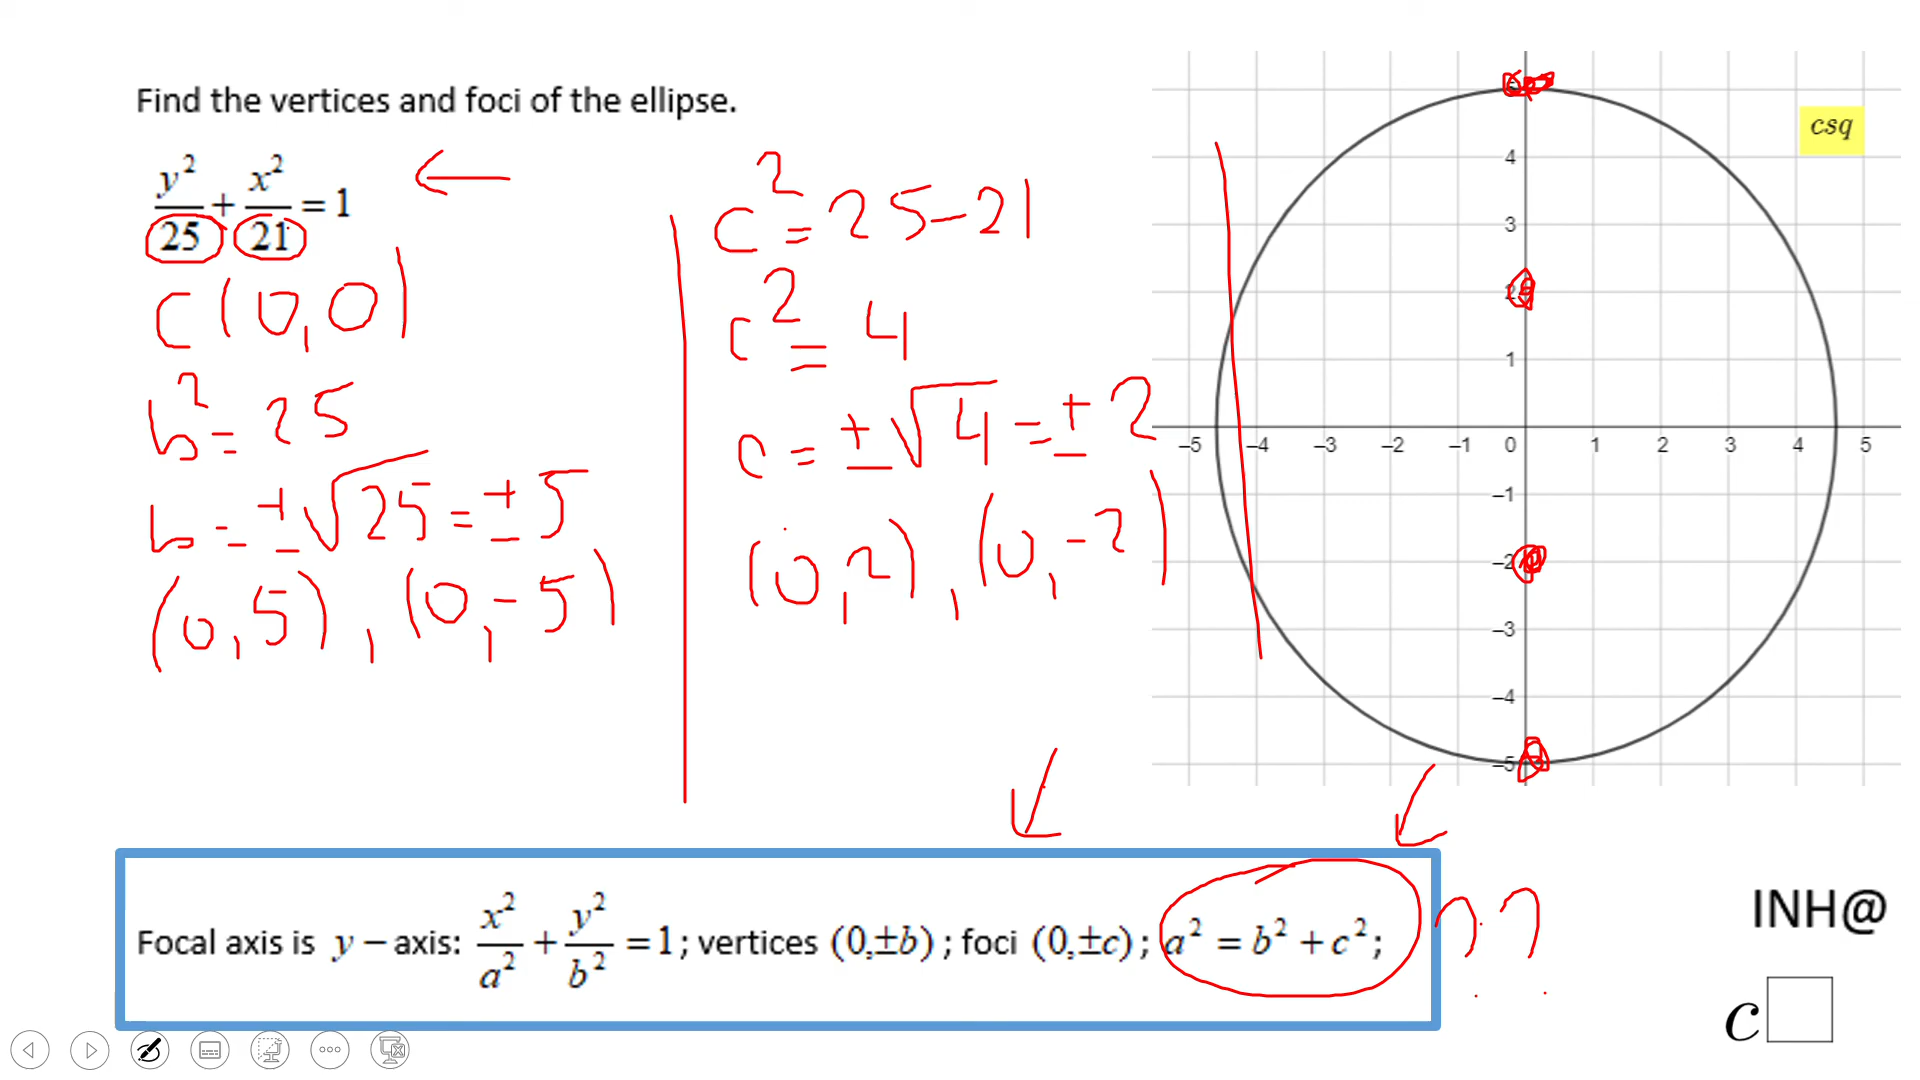 Find the vertices and foci of the ellipse.
y²/25 + x²/21 = 1
C(0,0)
b² = 25
b = ±√25 = ±5
(0,5), (0,-5)
c² = 25-21
c² = 4
c = ±√4 = ±2
(0,2), (0,-2)
csq
4
3
2
1
−5 −4 −3 −2 −1 0 1 2 3 4 5
−1
−2
−3
−4
−5
Focal axis is y − axis: x²/a² + y²/b² = 1; vertices (0,±b); foci (0,±c); a² = b² + c²; ??
INH@
c